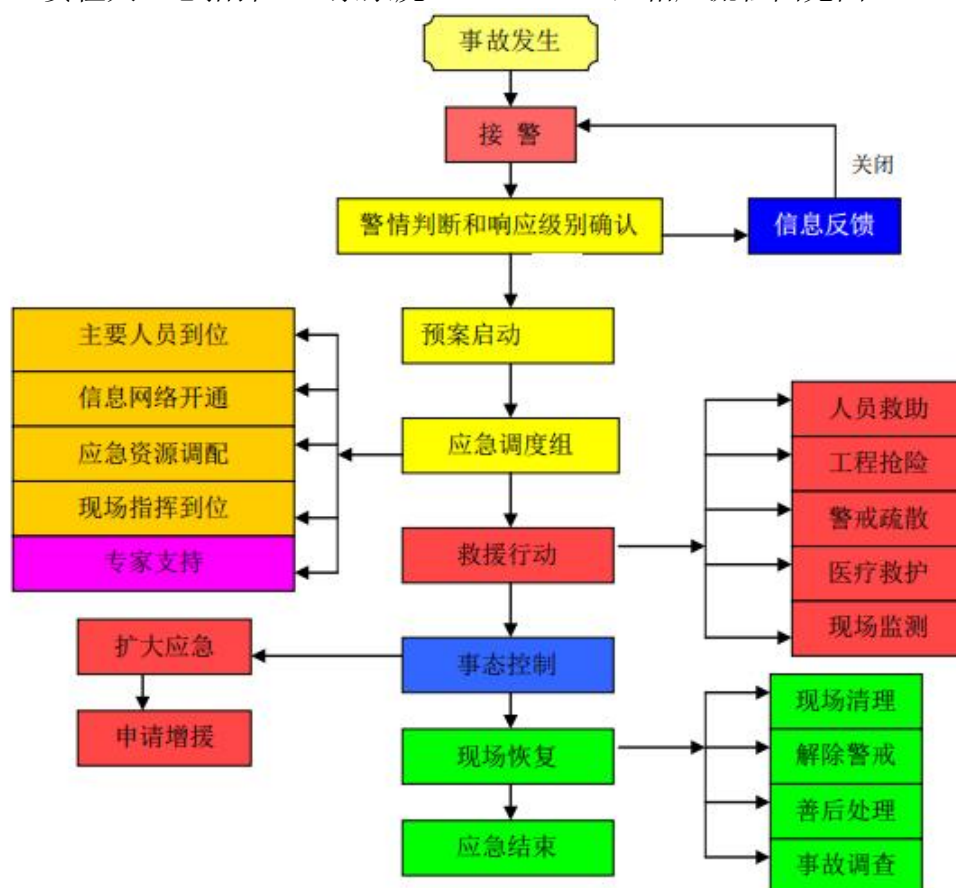 事故发生
接 警
关闭
警情判断和响应级别确认
信息反馈
预案启动
主要人员到位
信息网络开通
应急资源调配
现场指挥到位
专家支持
应急调度组
人员救助
工程抢险
警戒疏散
医疗救护
现场监测
救援行动
扩大应急
事态控制
申请增援
现场恢复
现场清理
解除警戒
善后处理
事故调查
应急结束